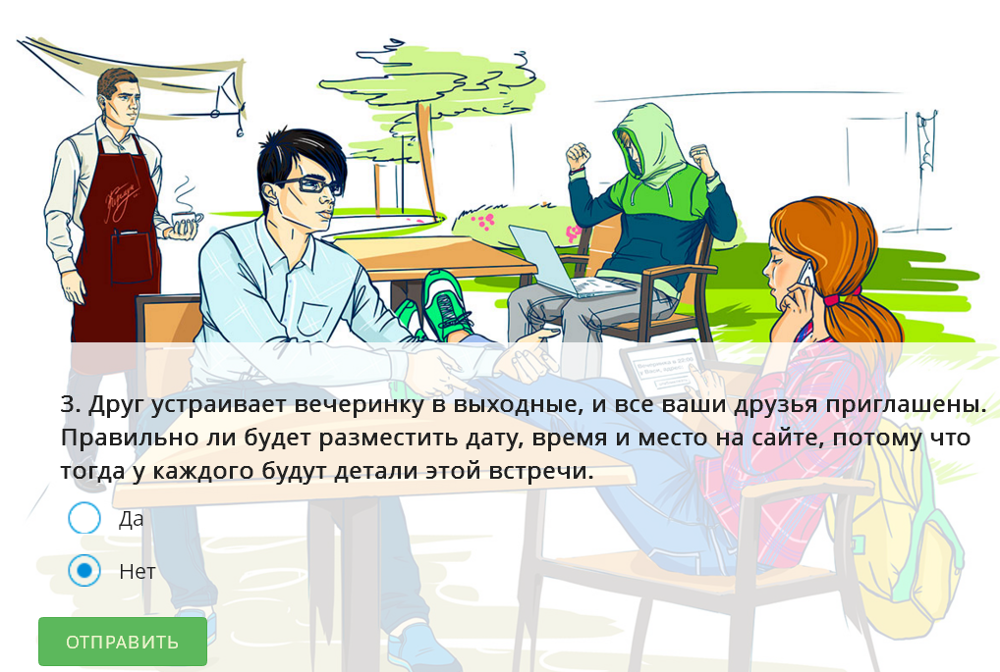 3. Друг устраивает вечеринку в выходные, и все ваши друзья приглашены.
Правильно ли будет разместить дату, время и место на сайте, потому что
тогда у каждого будут детали этой встречи.
Да
Нет
ОТПРАВИТЬ